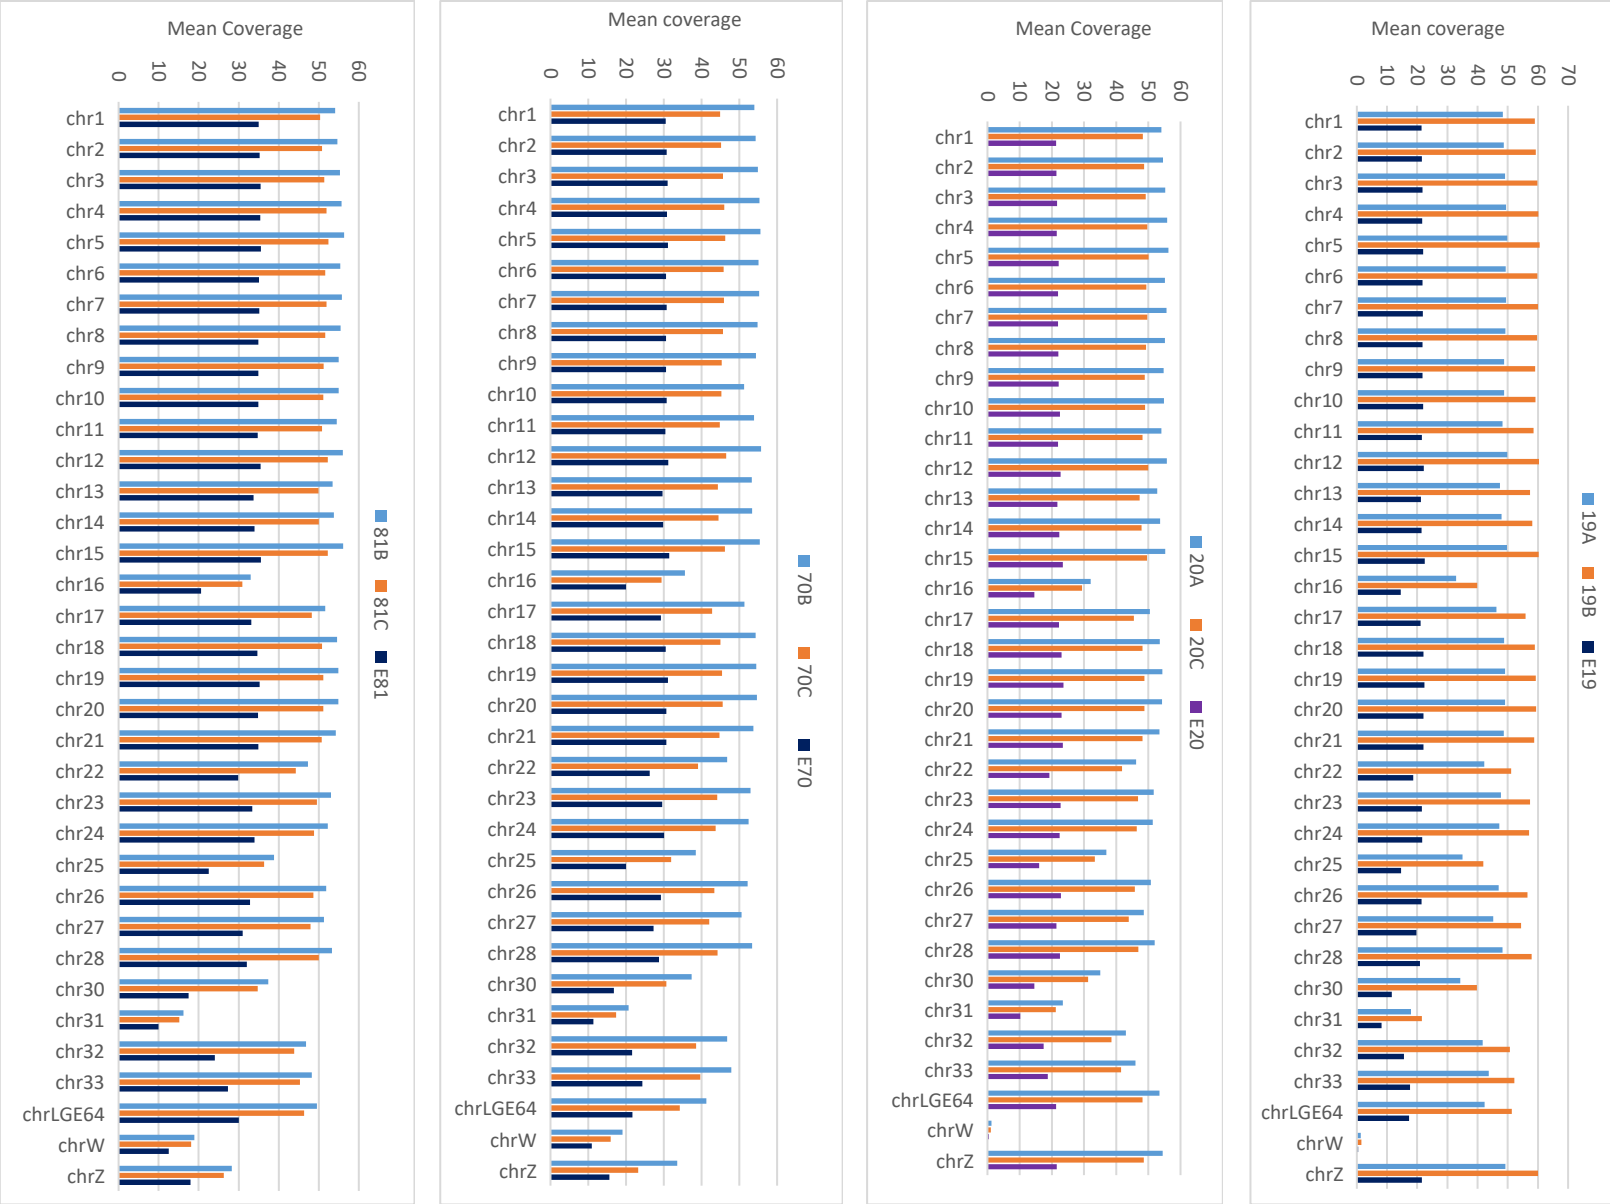 Mean Coverage
0 10 20 30 40 50 60
chr1
chr2
chr3
chr4
chr5
chr6
chr7
chr8
chr9
chr10
chr11
chr12
chr13
chr14
chr15
chr16
chr17
chr18
chr19
chr20
chr21
chr22
chr23
chr24
chr25
chr26
chr27
chr28
chr30
chr31
chr32
chr33
chrLGE64
chrW
chrZ
81B 81C E81
Mean coverage
0 10 20 30 40 50 60
chr1
chr2
chr3
chr4
chr5
chr6
chr7
chr8
chr9
chr10
chr11
chr12
chr13
chr14
chr15
chr16
chr17
chr18
chr19
chr20
chr21
chr22
chr23
chr24
chr25
chr26
chr27
chr28
chr30
chr31
chr32
chr33
chrLGE64
chrW
chrZ
70B 70C E70
Mean Coverage
0 10 20 30 40 50 60
chr1
chr2
chr3
chr4
chr5
chr6
chr7
chr8
chr9
chr10
chr11
chr12
chr13
chr14
chr15
chr16
chr17
chr18
chr19
chr20
chr21
chr22
chr23
chr24
chr25
chr26
chr27
chr28
chr30
chr31
chr32
chr33
chrLGE64
chrW
chrZ
20A 20C E20
Mean coverage
0 10 20 30 40 50 60 70
chr1
chr2
chr3
chr4
chr5
chr6
chr7
chr8
chr9
chr10
chr11
chr12
chr13
chr14
chr15
chr16
chr17
chr18
chr19
chr20
chr21
chr22
chr23
chr24
chr25
chr26
chr27
chr28
chr30
chr31
chr32
chr33
chrLGE64
chrW
chrZ
19A 19B E19